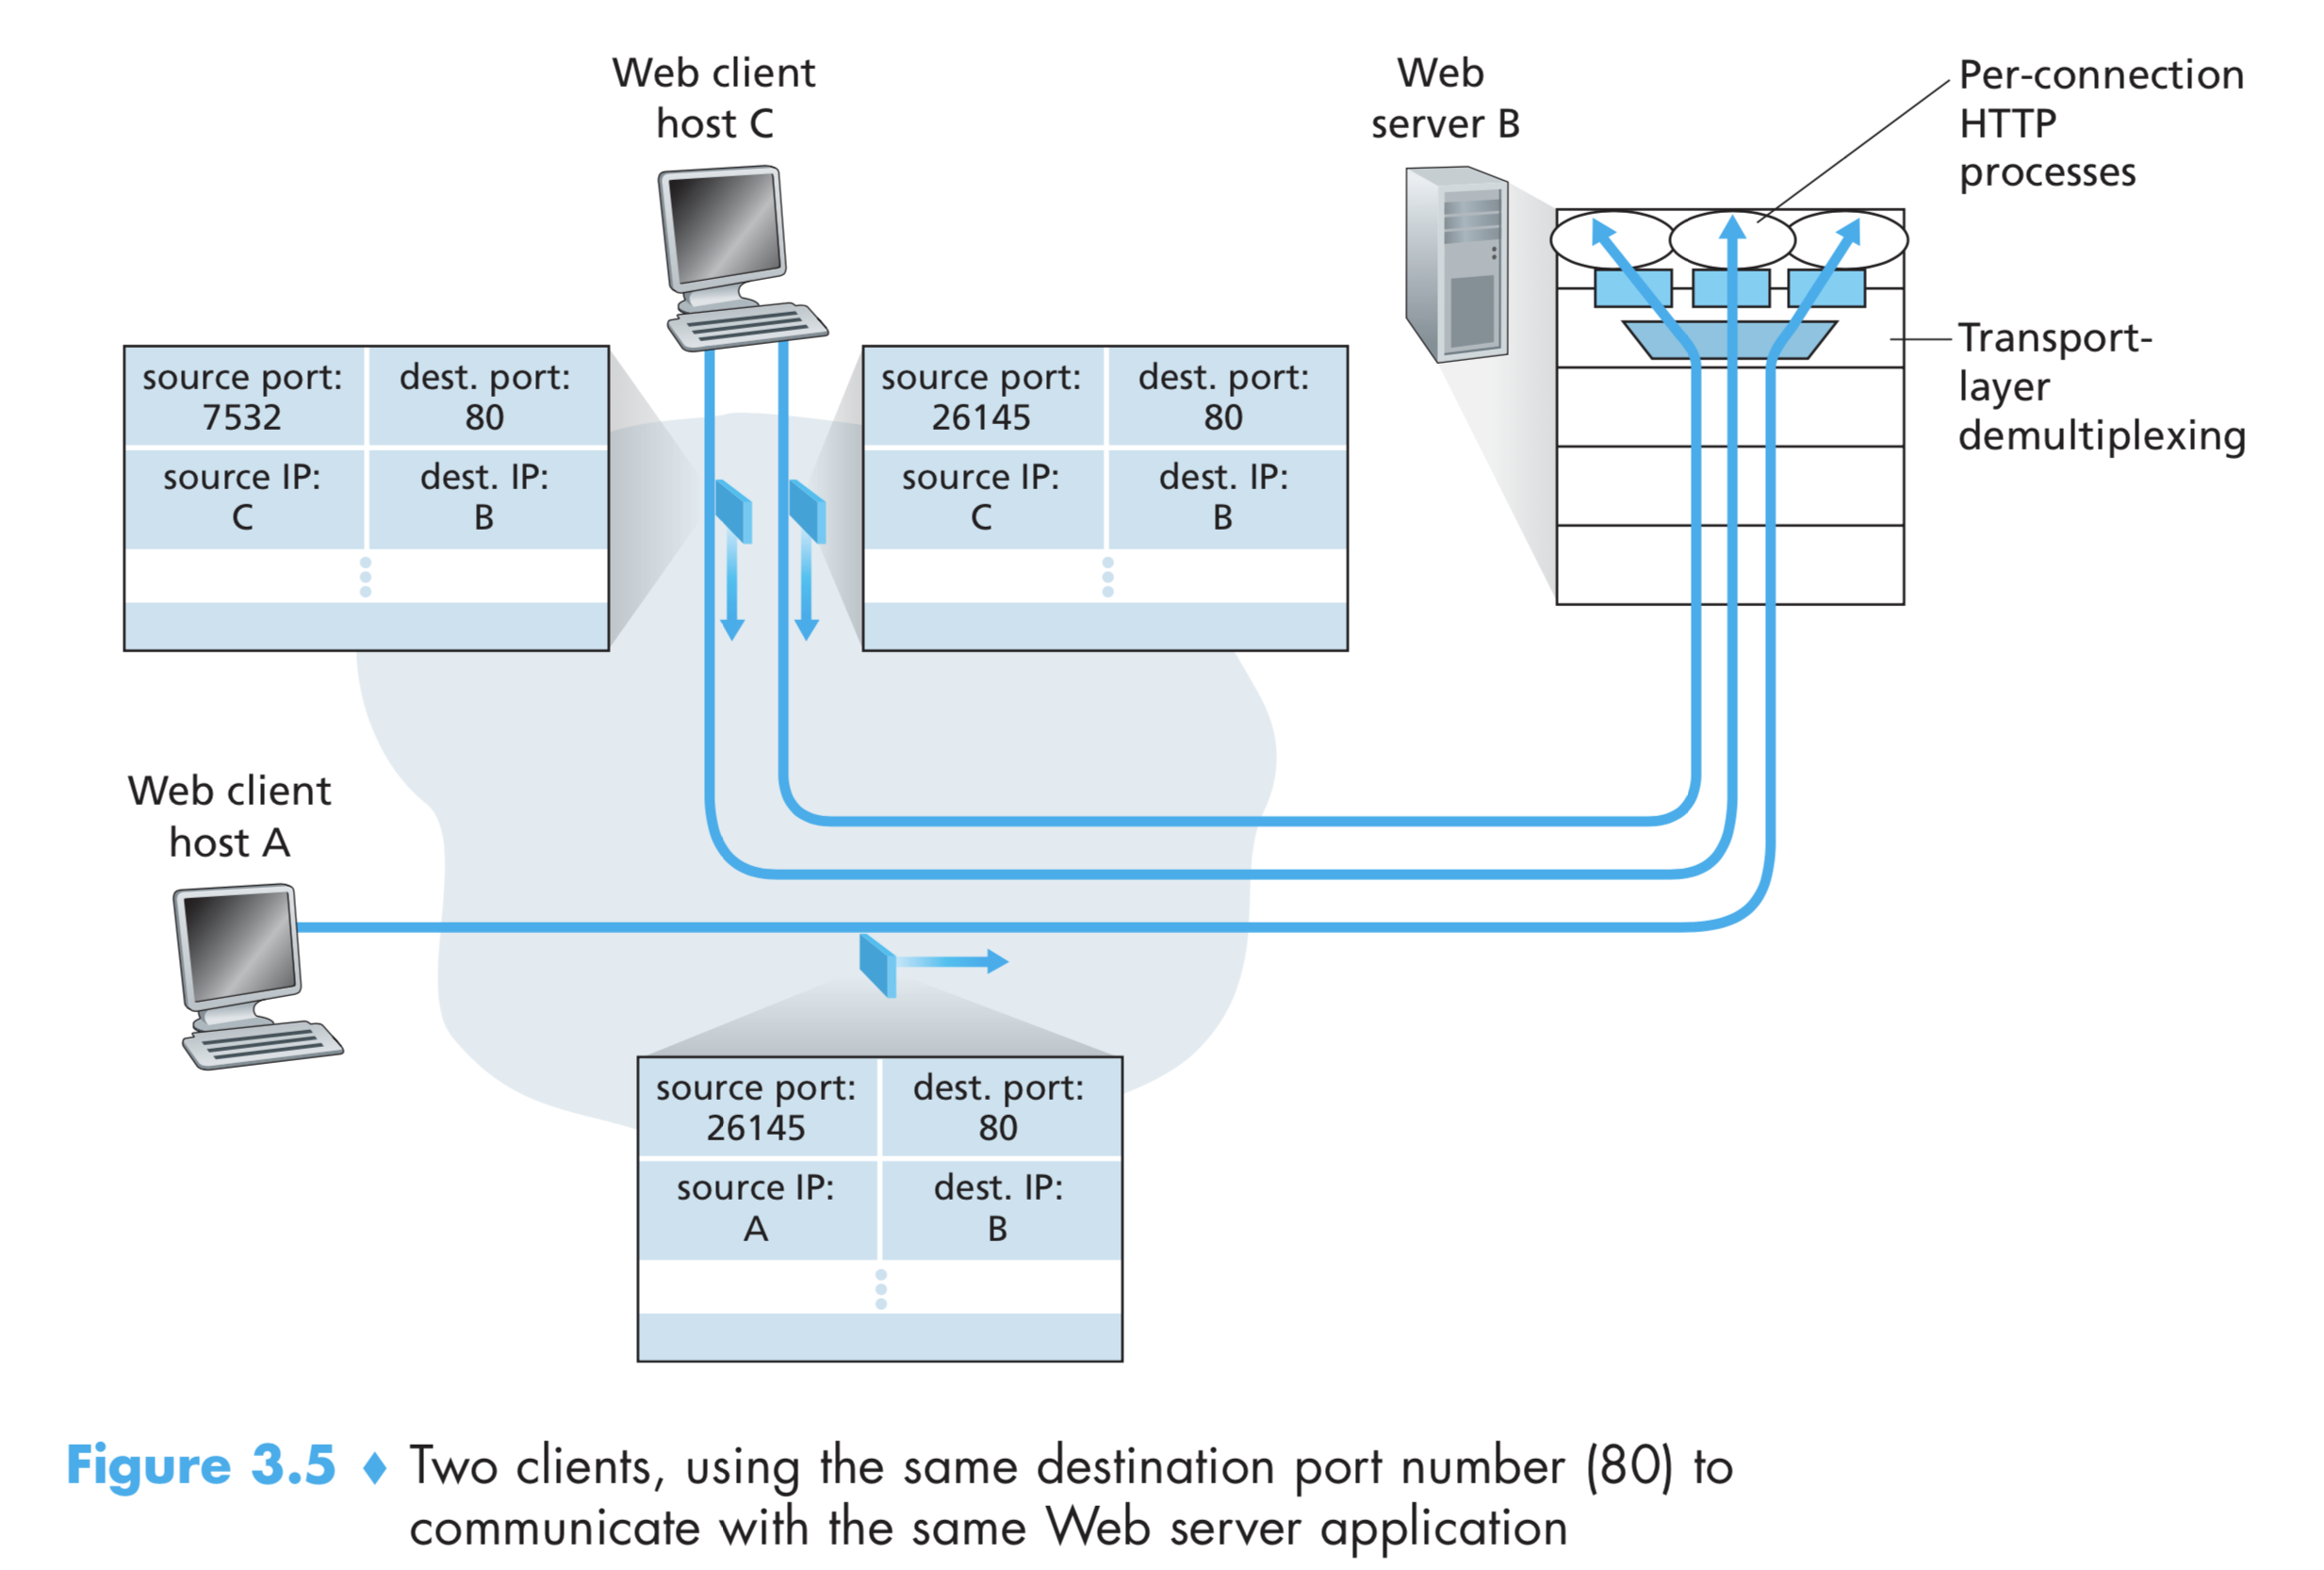 Web client
host C
Web
server B
Per-connection
HTTP
processes
source port:
7532
dest. port:
80
source IP:
C
dest. IP:
B
source port:
26145
dest. port:
80
source IP:
C
dest. IP:
B
Transport-
layer
demultiplexing
Web client
host A
source port:
26145
dest. port:
80
source IP:
A
dest. IP:
B
Figure 3.5 ♦ Two clients, using the same destination port number (80) to
communicate with the same Web server application